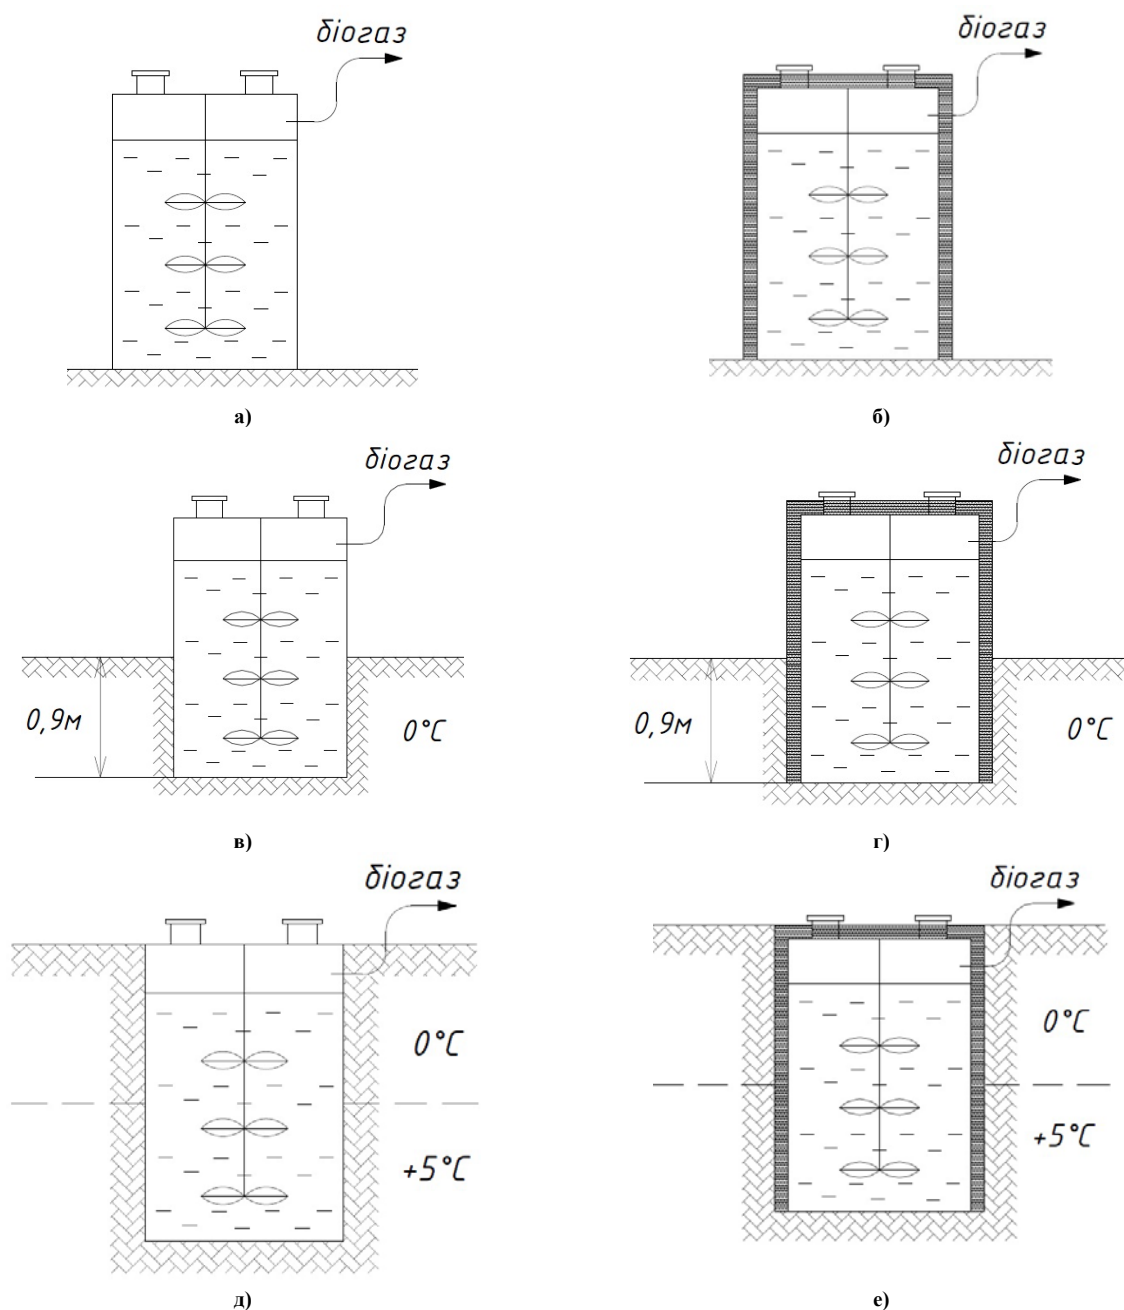 біогаз
біогаз
а)
б)
біогаз
біогаз
0,9м
0°C
0,9м
0°C
в)
г)
біогаз
біогаз
0°C
0°C
+5°C
+5°C
д)
е)